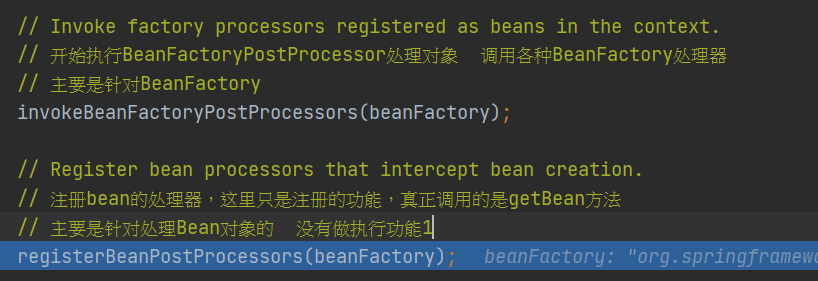 // Invoke factory processors registered as beans in the context.
// 开始执行BeanFactoryPostProcessor处理对象  调用各种BeanFactory处理器
// 主要是针对BeanFactory
invokeBeanFactoryPostProcessors(beanFactory);
// Register bean processors that intercept bean creation.
// 注册bean的处理器，这里只是注册的功能，真正调用的是getBean方法
// 主要是针对处理Bean对象的  没有做执行功能1
registerBeanPostProcessors(beanFactory);  beanFactory: "org.springframewo